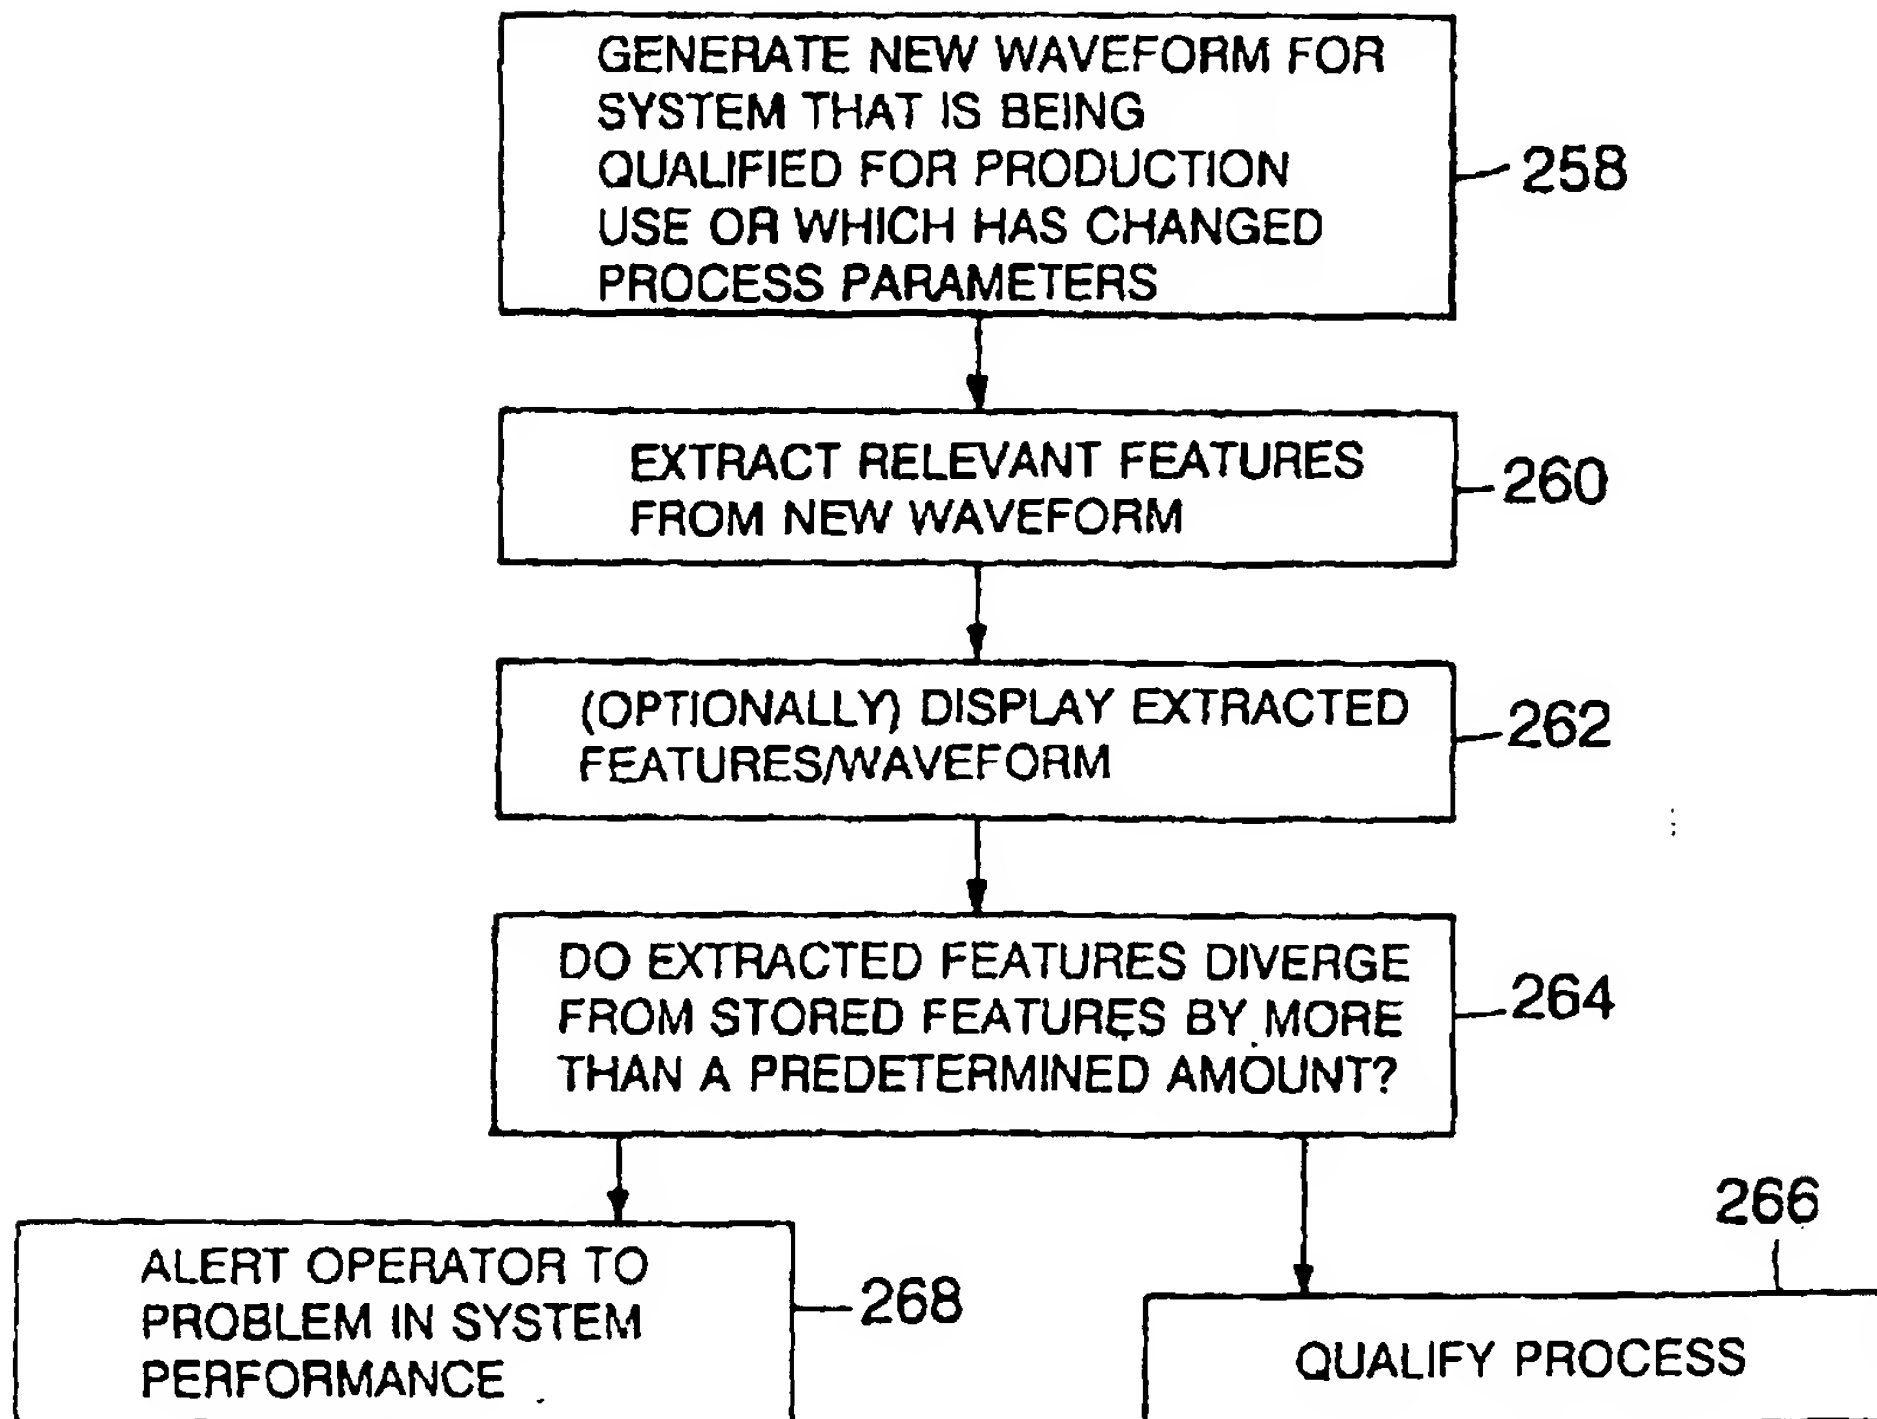 GENERATE NEW WAVEFORM FOR
SYSTEM THAT IS BEING
QUALIFIED FOR PRODUCTION
USE OR WHICH HAS CHANGED
PROCESS PARAMETERS
258
EXTRACT RELEVANT FEATURES
FROM NEW WAVEFORM
260
(OPTIONALLY) DISPLAY EXTRACTED
FEATURES/WAVEFORM
262
DO EXTRACTED FEATURES DIVERGE
FROM STORED FEATURES BY MORE
THAN A PREDETERMINED AMOUNT?
264
ALERT OPERATOR TO
PROBLEM IN SYSTEM
PERFORMANCE
268
266
QUALIFY PROCESS